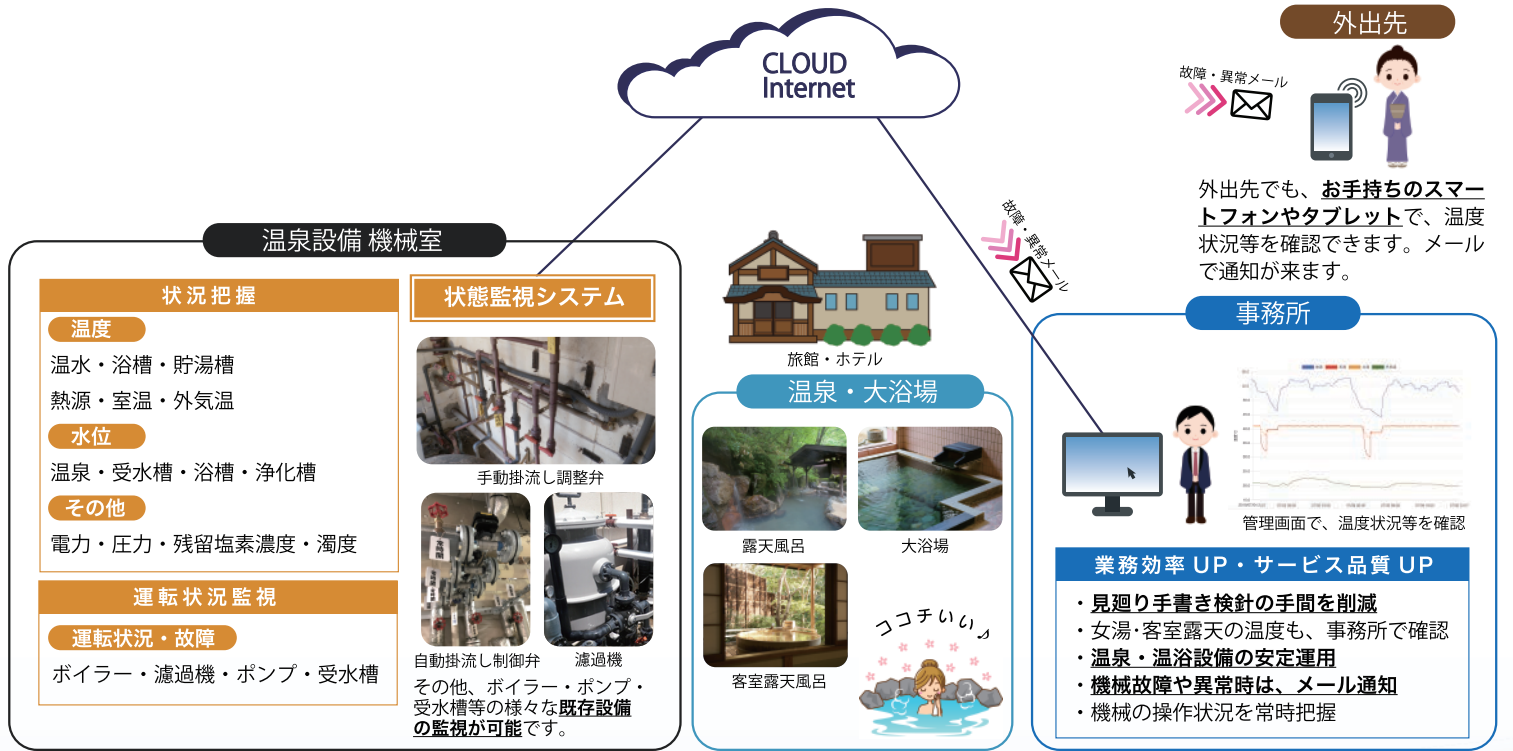 CLOUD
Internet
外出先
故障・異常メール
外出先でも、お手持ちのスマー
トフォンやタブレットで、温度
状況等を確認できます。メール
で通知が来ます。
故障・異常メール
温泉設備 機械室
状況把握
温度
温水・浴槽・貯湯槽
熱源・室温・外気温
水位
温泉・受水槽・浴槽・浄化槽
その他
電力・圧力・残留塩素濃度・濁度
運転状況監視
運転状況・故障
ボイラー・濾過機・ポンプ・受水槽
状態監視システム
手動掛流し調整弁
自動掛流し制御弁
濾過機
その他、ボイラー・ポンプ・
受水槽等の様々な既存設備
の監視が可能です。
旅館・ホテル
温泉・大浴場
露天風呂
大浴場
客室露天風呂
ココチいい♪
事務所
管理画面で、温度状況等を確認
業務効率 UP・サービス品質 UP
・見廻り手書き検針の手間を削減
・女湯・客室露天の温度も、事務所で確認
・温泉・温浴設備の安定運用
・機械故障や異常時は、メール通知
・機械の操作状況を常時把握